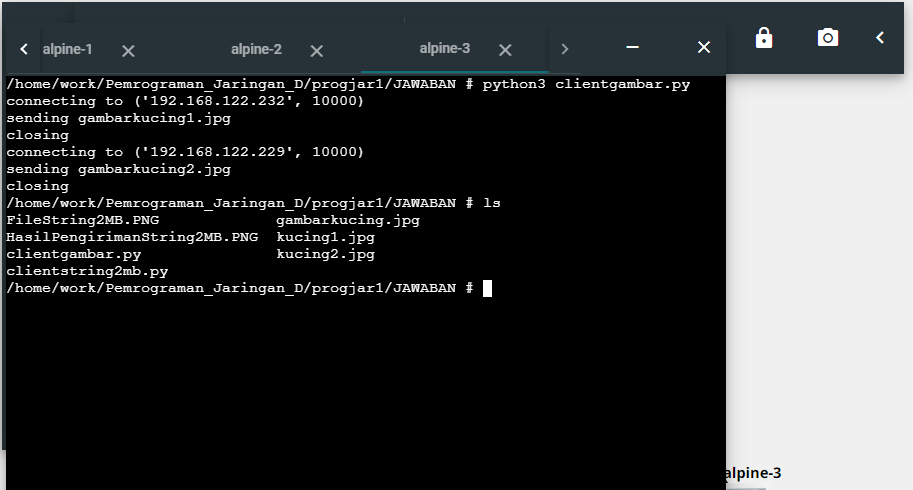 alpine-1 alpine-2 alpine-3
/home/work/Pemrograman_Jaringan_D/progjar1/JAWABAN # python3 clientgambar.py
connecting to ('192.168.122.232', 10000)
sending gambarkucing1.jpg
closing
connecting to ('192.168.122.229', 10000)
sending gambarkucing2.jpg
closing
/home/work/Pemrograman_Jaringan_D/progjar1/JAWABAN # ls
FileString2MB.PNG gambarkucing.jpg
HasilPengirimanString2MB.PNG kucing1.jpg
clientgambar.py kucing2.jpg
clientstring2mb.py
/home/work/Pemrograman_Jaringan_D/progjar1/JAWABAN #
alpine-3